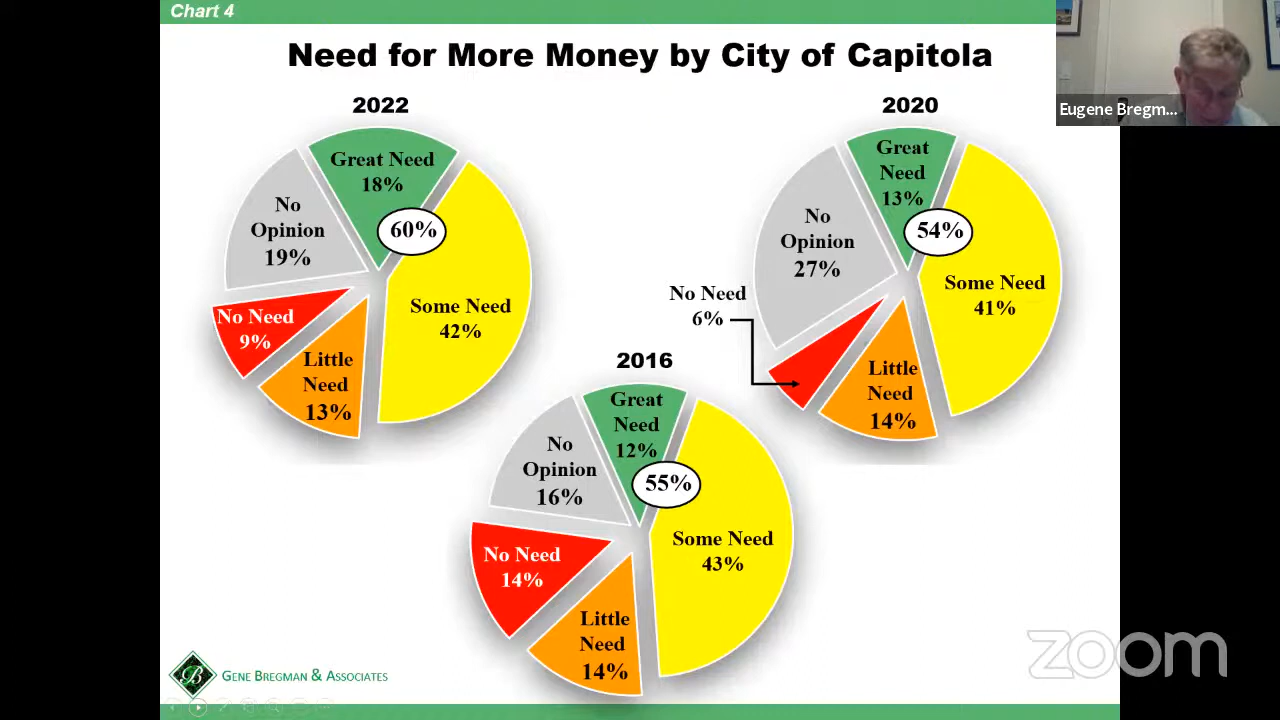 Chart 4
Need for More Money by City of Capitola
Eugene Bregm...
2022
Great Need
18%
60%
No
Opinion
19%
Some Need
42%
No Need
9%
Little
Need
13%
2020
Great
Need
13%
54%
No
Opinion
27%
Some Need
41%
No Need
6%
Little
Need
14%
2016
Great
Need
12%
55%
No
Opinion
16%
Some Need
43%
No Need
14%
Little
Need
14%
B
GENE BREGMAN & ASSOCIATES
zoom